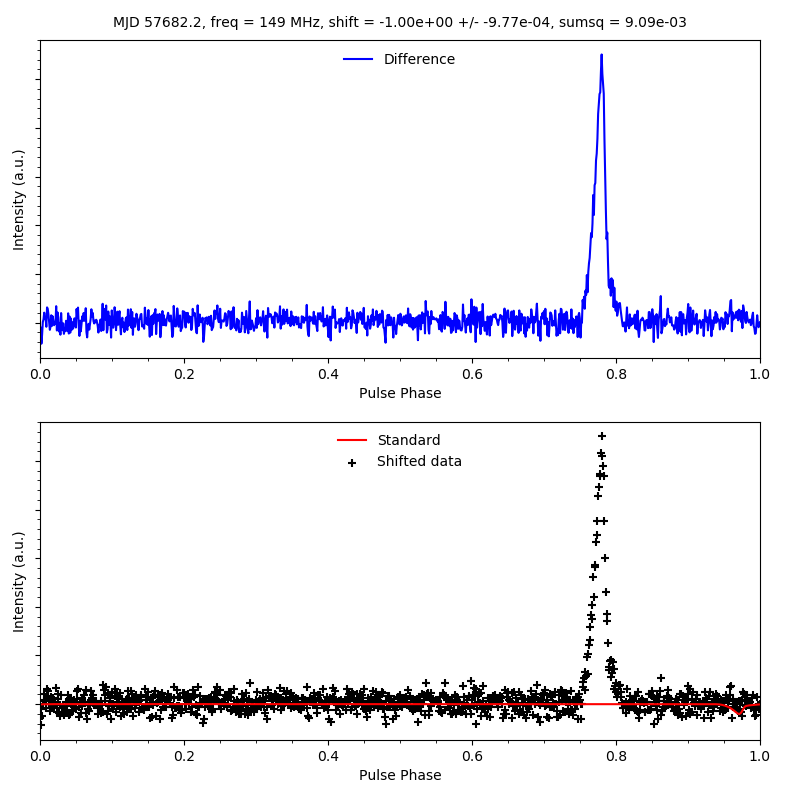 MJD 57682.2, freq = 149 MHz, shift = -1.00e+00 +/- -9.77e-04, sumsq = 9.09e-03
Difference
Intensity (a.u.)
0.0 0.2 0.4 0.6 0.8 1.0
Pulse Phase
Standard
Shifted data
Intensity (a.u.)
0.0 0.2 0.4 0.6 0.8 1.0
Pulse Phase